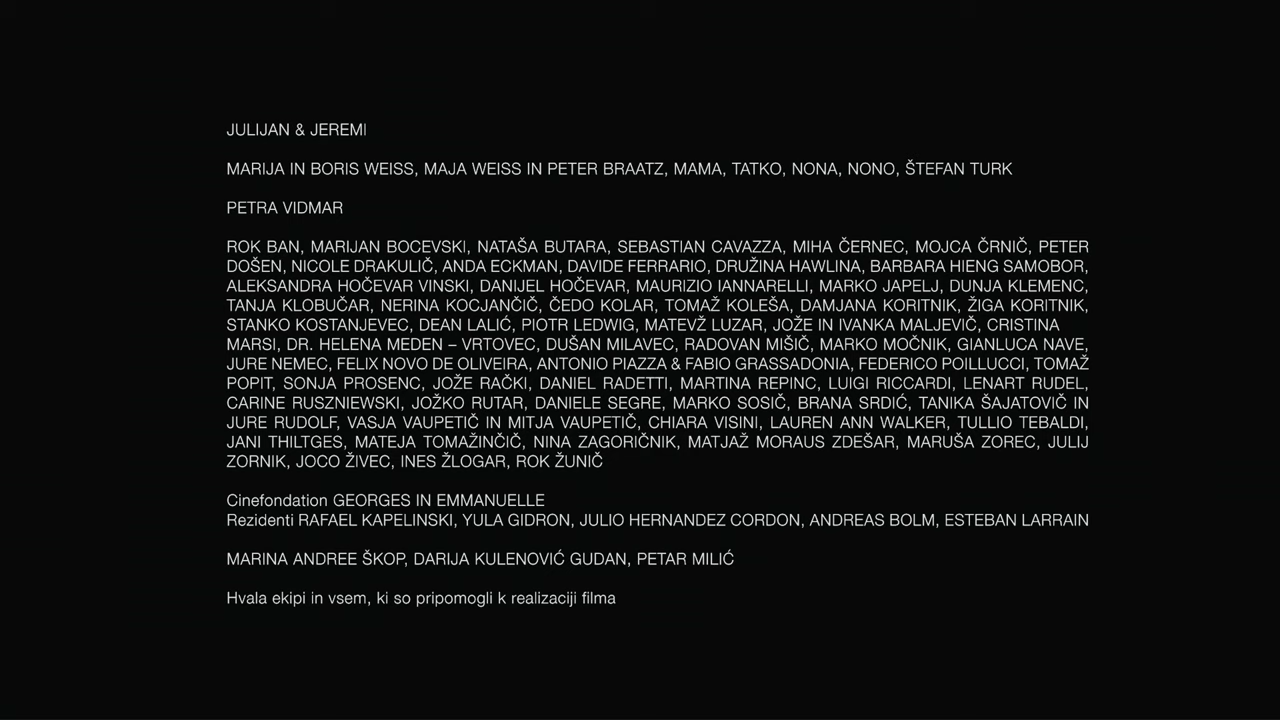 JULIJAN & JEREMI
MARIJA IN BORIS WEISS, MAJA WEISS IN PETER BRAATZ, MAMA, TATKO, NONA, NONO, ŠTEFAN TURK
PETRA VIDMAR
ROK BAN, MARIJAN BOCEVSKI, NATAŠA BUTARA, SEBASTIAN CAVAZZA, MIHA ČERNEC, MOJCA ČRNIČ, PETER
DOŠEN, NICOLE DRAKULIČ, ANDA ECKMAN, DAVIDE FERRARIO, DRUŽINA HAWLINA, BARBARA HIENG SAMOBOR,
ALEKSANDRA HOČEVAR VINSKI, DANIJEL HOČEVAR, MAURIZIO IANNARELLI, MARKO JAPELJ, DUNJA KLEMENC,
TANJA KLOBUČAR, NERINA KOCJANČIČ, ČEDO KOLAR, TOMAŽ KOLEŠA, DAMJANA KORITNIK, ŽIGA KORITNIK,
STANKO KOSTANJEVEC, DEAN LALIĆ, PIOTR LEDWIG, MATEVŽ LUZAR, JOŽE IN IVANKA MALJEVIČ, CRISTINA
MARSI, DR. HELENA MEDEN – VRTOVEC, DUŠAN MILAVEC, RADOVAN MIŠIČ, MARKO MOČNIK, GIANLUCA NAVE,
JURE NEMEC, FELIX NOVO DE OLIVEIRA, ANTONIO PIAZZA & FABIO GRASSADONIA, FEDERICO POILLUCCI, TOMAŽ
POPIT, SONJA PROSENC, JOŽE RAČKI, DANIEL RADETTI, MARTINA REPINC, LUIGI RICCARDI, LENART RUDEL,
CARINE RUSZNIEWSKI, JOŽKO RUTAR, DANIELE SEGRE, MARKO SOSIČ, BRANA SRDIĆ, TANIKA ŠAJATOVIČ IN
JURE RUDOLF, VASJA VAUPETIČ IN MITJA VAUPETIČ, CHIARA VISINI, LAUREN ANN WALKER, TULLIO TEBALDI,
JANI THILTGES, MATEJA TOMAŽINČIČ, NINA ZAGORIČNIK, MATJAŽ MORAUS ZDEŠAR, MARUŠA ZOREC, JULIJ
ZORNIK, JOCO ŽIVEC, INES ŽLOGAR, ROK ŽUNIČ
Cinefondation GEORGES IN EMMANUELLE
Rezidenti RAFAEL KAPELINSKI, YULA GIDRON, JULIO HERNANDEZ CORDON, ANDREAS BOLM, ESTEBAN LARRAIN
MARINA ANDREE ŠKOP, DARIJA KULENOVIĆ GUDAN, PETAR MILIĆ
Hvala ekipi in vsem, ki so pripomogli k realizaciji filma